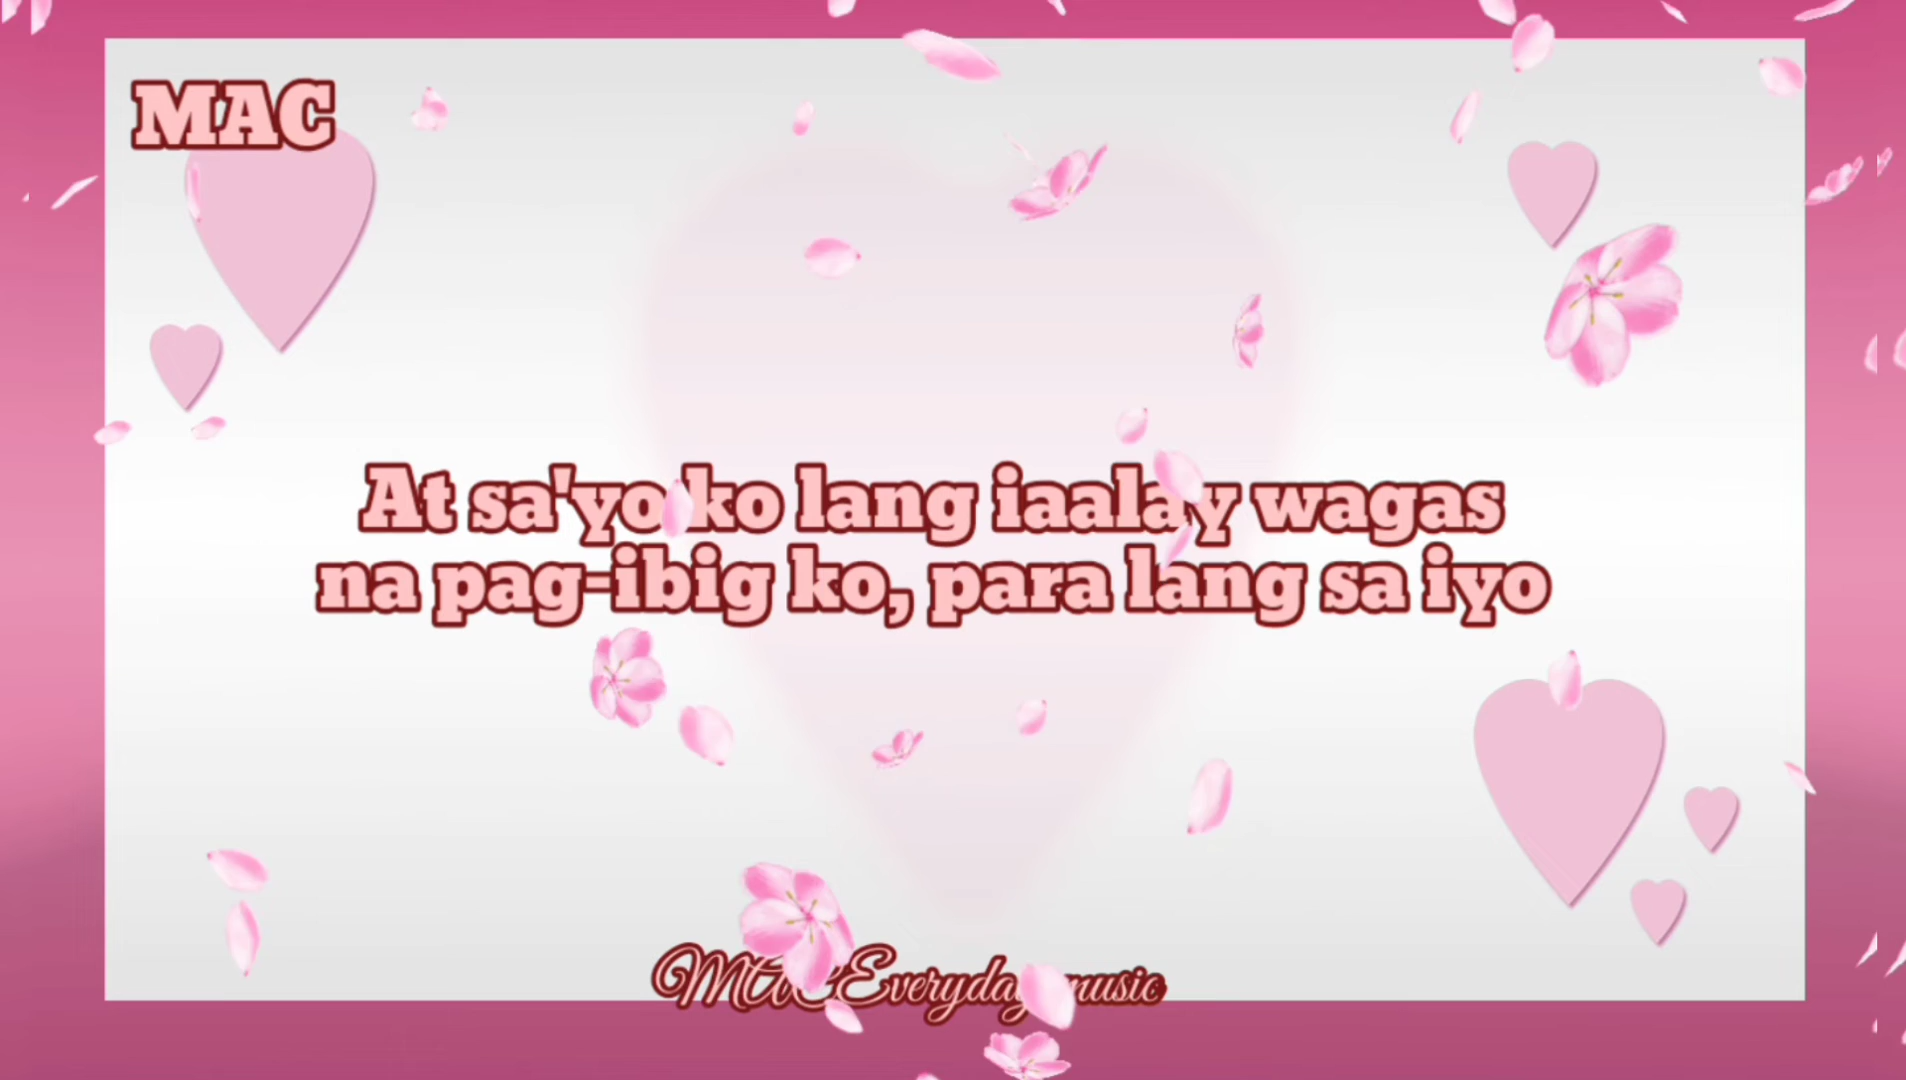 MAC
At sa'yo ko lang iaalay wagas
na pag-ibig ko, para lang sa iyo
MAC Everyday music